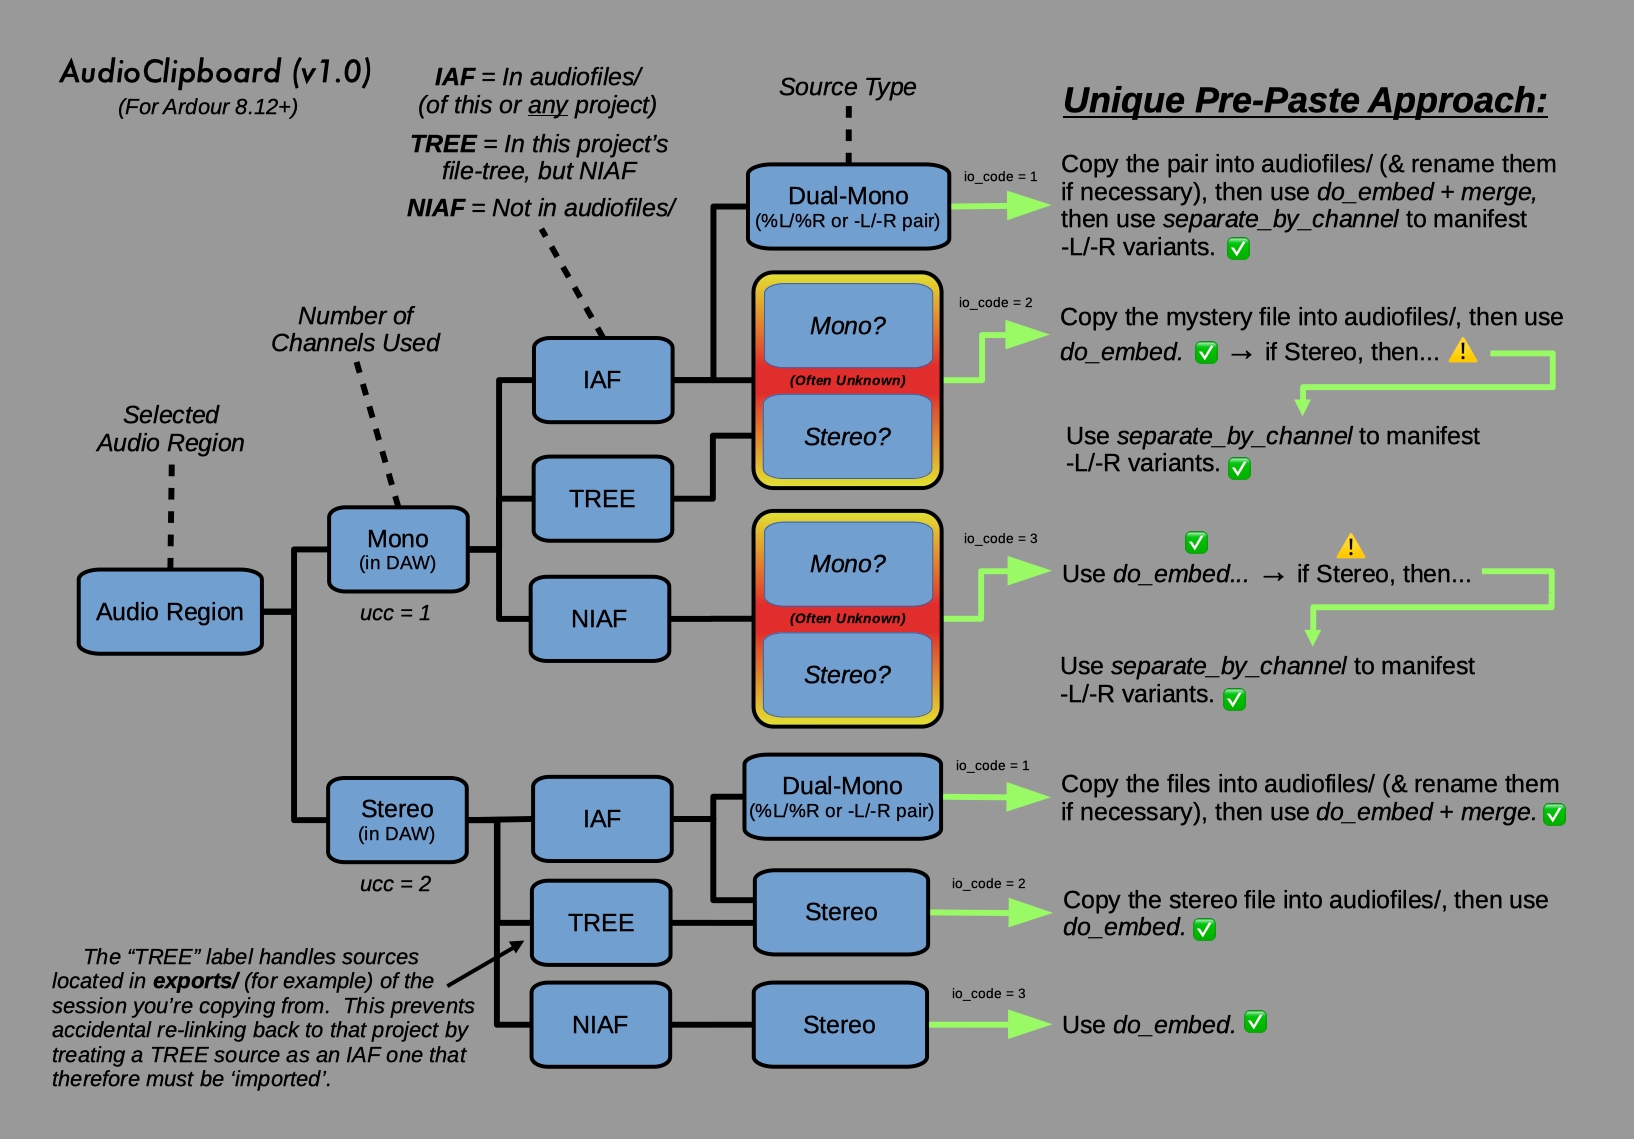 AudioClipboard (v1.0)
(For Ardour 8.12+)
IAF = In audiofiles/
(of this or any project)
TREE = In this project’s
file-tree, but NIAF
NIAF = Not in audiofiles/
Source Type
Unique Pre-Paste Approach:
Number of
Channels Used
Selected
Audio Region
Audio Region
Mono
(in DAW)
ucc = 1
IAF
TREE
NIAF
Dual-Mono
(%L/%R or -L/-R pair)
io_code = 1
Copy the pair into audiofiles/ (& rename them
if necessary), then use do_embed + merge,
then use separate_by_channel to manifest
-L/-R variants. ✅
Mono?
(Often Unknown)
Stereo?
io_code = 2
Copy the mystery file into audiofiles/, then use
do_embed. ✅ → if Stereo, then... ⚠️
Use separate_by_channel to manifest
-L/-R variants. ✅
Mono?
(Often Unknown)
Stereo?
io_code = 3
✅ ⚠️
Use do_embed... → if Stereo, then...
Use separate_by_channel to manifest
-L/-R variants. ✅
Stereo
(in DAW)
ucc = 2
IAF
TREE
NIAF
Dual-Mono
(%L/%R or -L/-R pair)
io_code = 1
Copy the files into audiofiles/ (& rename them
if necessary), then use do_embed + merge. ✅
Stereo
io_code = 2
Copy the stereo file into audiofiles/, then use
do_embed. ✅
Stereo
io_code = 3
Use do_embed. ✅
The “TREE” label handles sources
located in exports/ (for example) of the
session you’re copying from. This prevents
accidental re-linking back to that project by
treating a TREE source as an IAF one that
therefore must be ‘imported’.